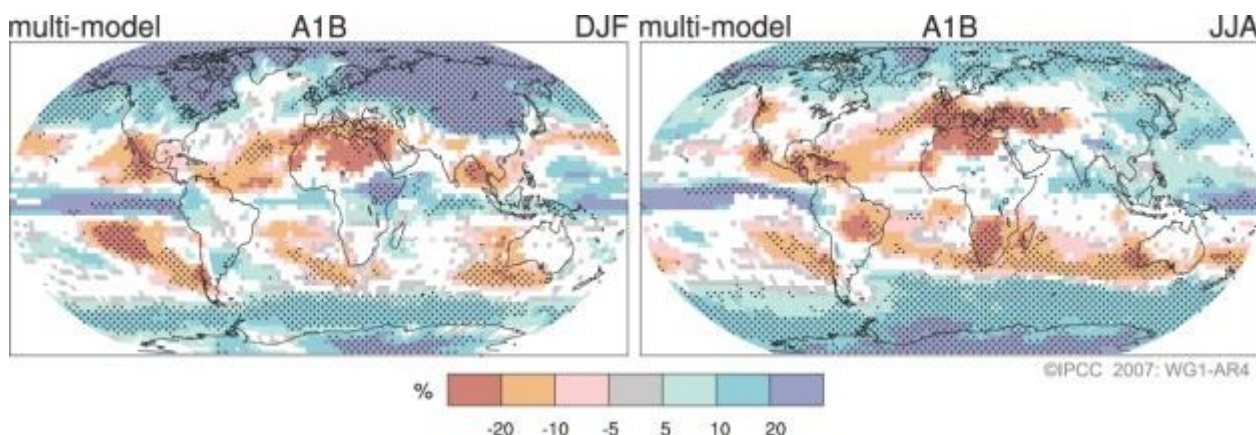 multi-model A1B DJF
multi-model A1B JJA
©IPCC 2007: WG1-AR4
%
-20 -10 -5 5 10 20